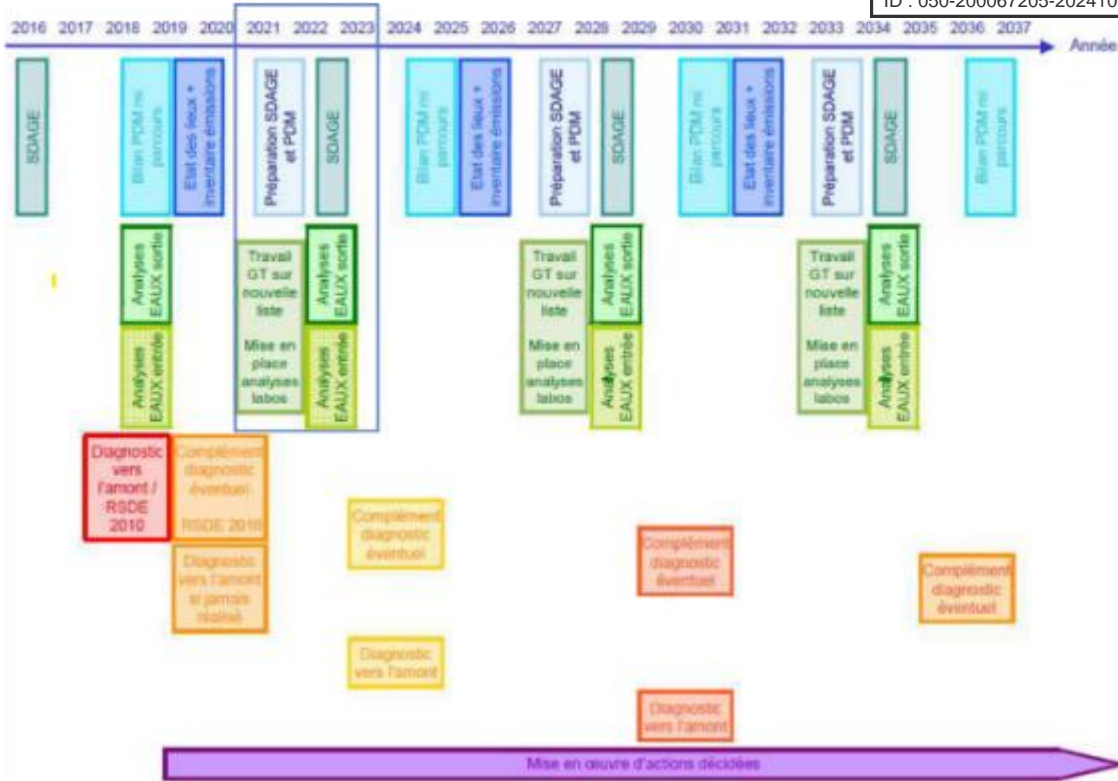 ID : 050-200067205-202410
2016 2017 2018 2019 2020 2021 2022 2023 2024 2025 2026 2027 2028 2029 2030 2031 2032 2033 2034 2035 2036 2037
Année
SDAGE
Bilan PDM mi
parcours
Etat des lieux +
inventaire émissions
Préparation SDAGE
et PDM
SDAGE
Bilan PDM mi
parcours
Etat des lieux +
inventaire émissions
Préparation SDAGE
et PDM
SDAGE
Bilan PDM mi
parcours
Etat des lieux +
inventaire émissions
Préparation SDAGE
et PDM
SDAGE
Bilan PDM mi
parcours
Analyses
EAUX sortie
Analyses
EAUX entrée
Travail
GT sur
nouvelle
liste
Mise en
place
analyses
labos
Analyses
EAUX sortie
Analyses
EAUX entrée
Travail
GT sur
nouvelle
liste
Mise en
place
analyses
labos
Analyses
EAUX sortie
Analyses
EAUX entrée
Travail
GT sur
nouvelle
liste
Mise en
place
analyses
labos
Analyses
EAUX sortie
Analyses
EAUX entrée
Diagnostic
vers
l'amont /
RSDE
2010
Complément
diagnostic
éventuel
RSDE 2016
Diagnostic
vers l'amont
si jamais
réalisé
Complément
diagnostic
éventuel
Diagnostic
vers l'amont
Complément
diagnostic
éventuel
Diagnostic
vers l'amont
Complément
diagnostic
éventuel
Mise en œuvre d'actions décidées